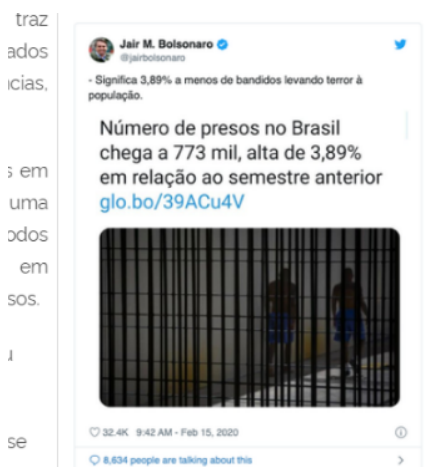 traz
ados
icias,
s em
uma
odos
em
sos.
u
se
Jair M. Bolsonaro
@jairbolsonaro
- Significa 3,89% a menos de bandidos levando terror à
população.
Número de presos no Brasil
chega a 773 mil, alta de 3,89%
em relação ao semestre anterior
glo.bo/39ACu4V
32.4K 9:42 AM - Feb 15, 2020
8,634 people are talking about this